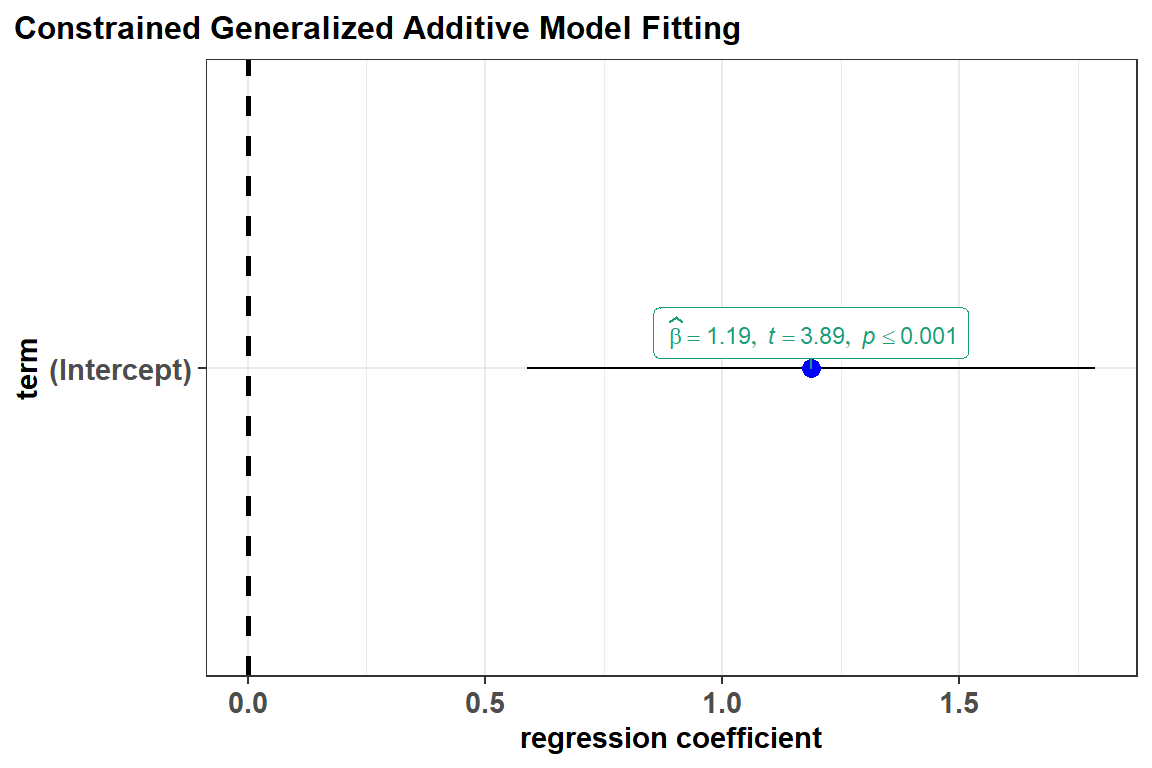 Constrained Generalized Additive Model Fitting
β̂ = 1.19, t = 3.89, p ≤ 0.001
term
(Intercept)
0.0 0.5 1.0 1.5
regression coefficient